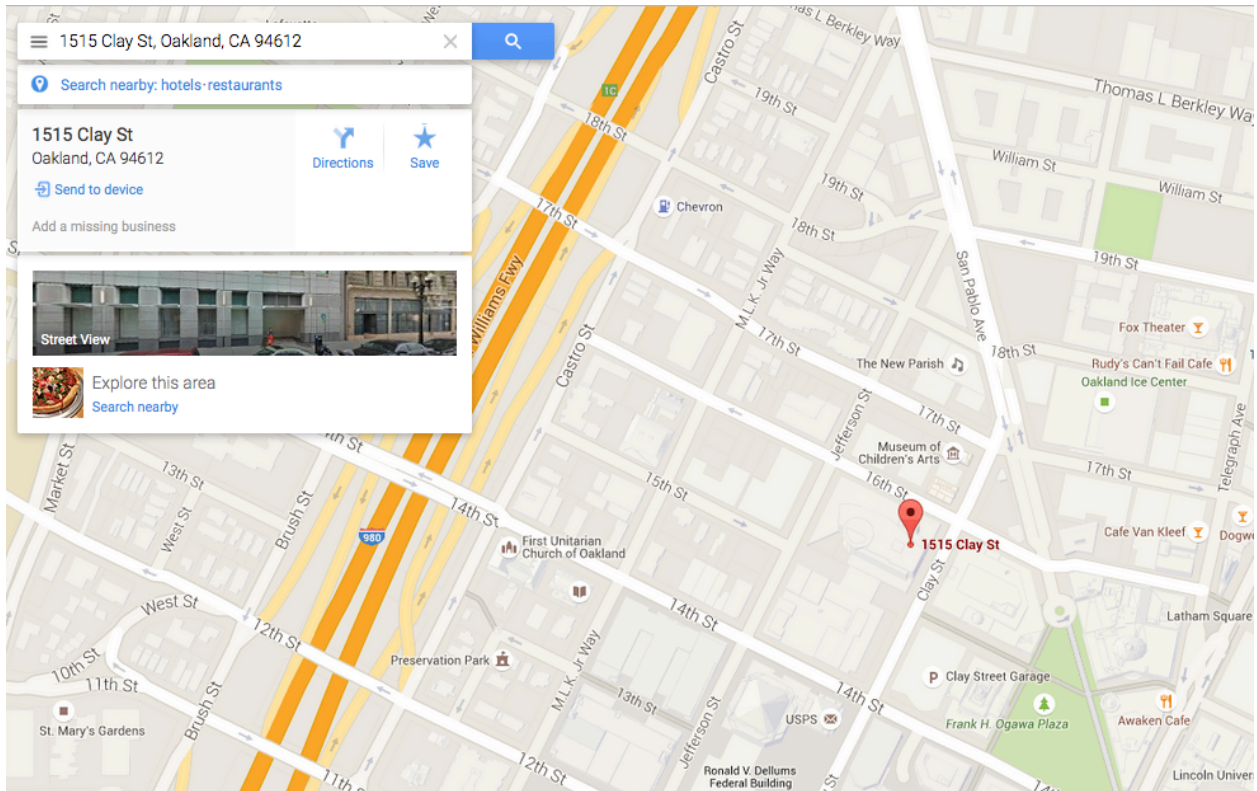 1515 Clay St, Oakland, CA 94612
Search nearby: hotels·restaurants
1515 Clay St
Oakland, CA 94612
Directions
Save
Send to device
Add a missing business
Street View
Explore this area
Search nearby
Castro St
Thomas L Berkley Way
19th St
1C
18th St
William St
William St
19th St
17th St
Chevron
18th St
19th St
San Pablo Ave
M.L.K. Jr Way
Williams Fwy
Fox Theater
17th St
18th St
The New Parish
Rudy's Can't Fail Cafe
Castro St
Oakland Ice Center
Jefferson St
17th St
Telegraph Ave
Museum of
Children's Arts
17th St
Market St
13th St
15th St
16th St
14th St
West St
Brush St
980
First Unitarian
Church of Oakland
1515 Clay St
Cafe Van Kleef
Clay St
West St
14th St
Latham Square
12th St
10th St
11th St
Preservation Park
M.L.K. Jr Way
13th St
14th St
Clay Street Garage
P
St. Mary's Gardens
Brush St
Jefferson St
USPS
Frank H. Ogawa Plaza
Awaken Cafe
12th St
11th St
Ronald V. Dellums
Federal Building